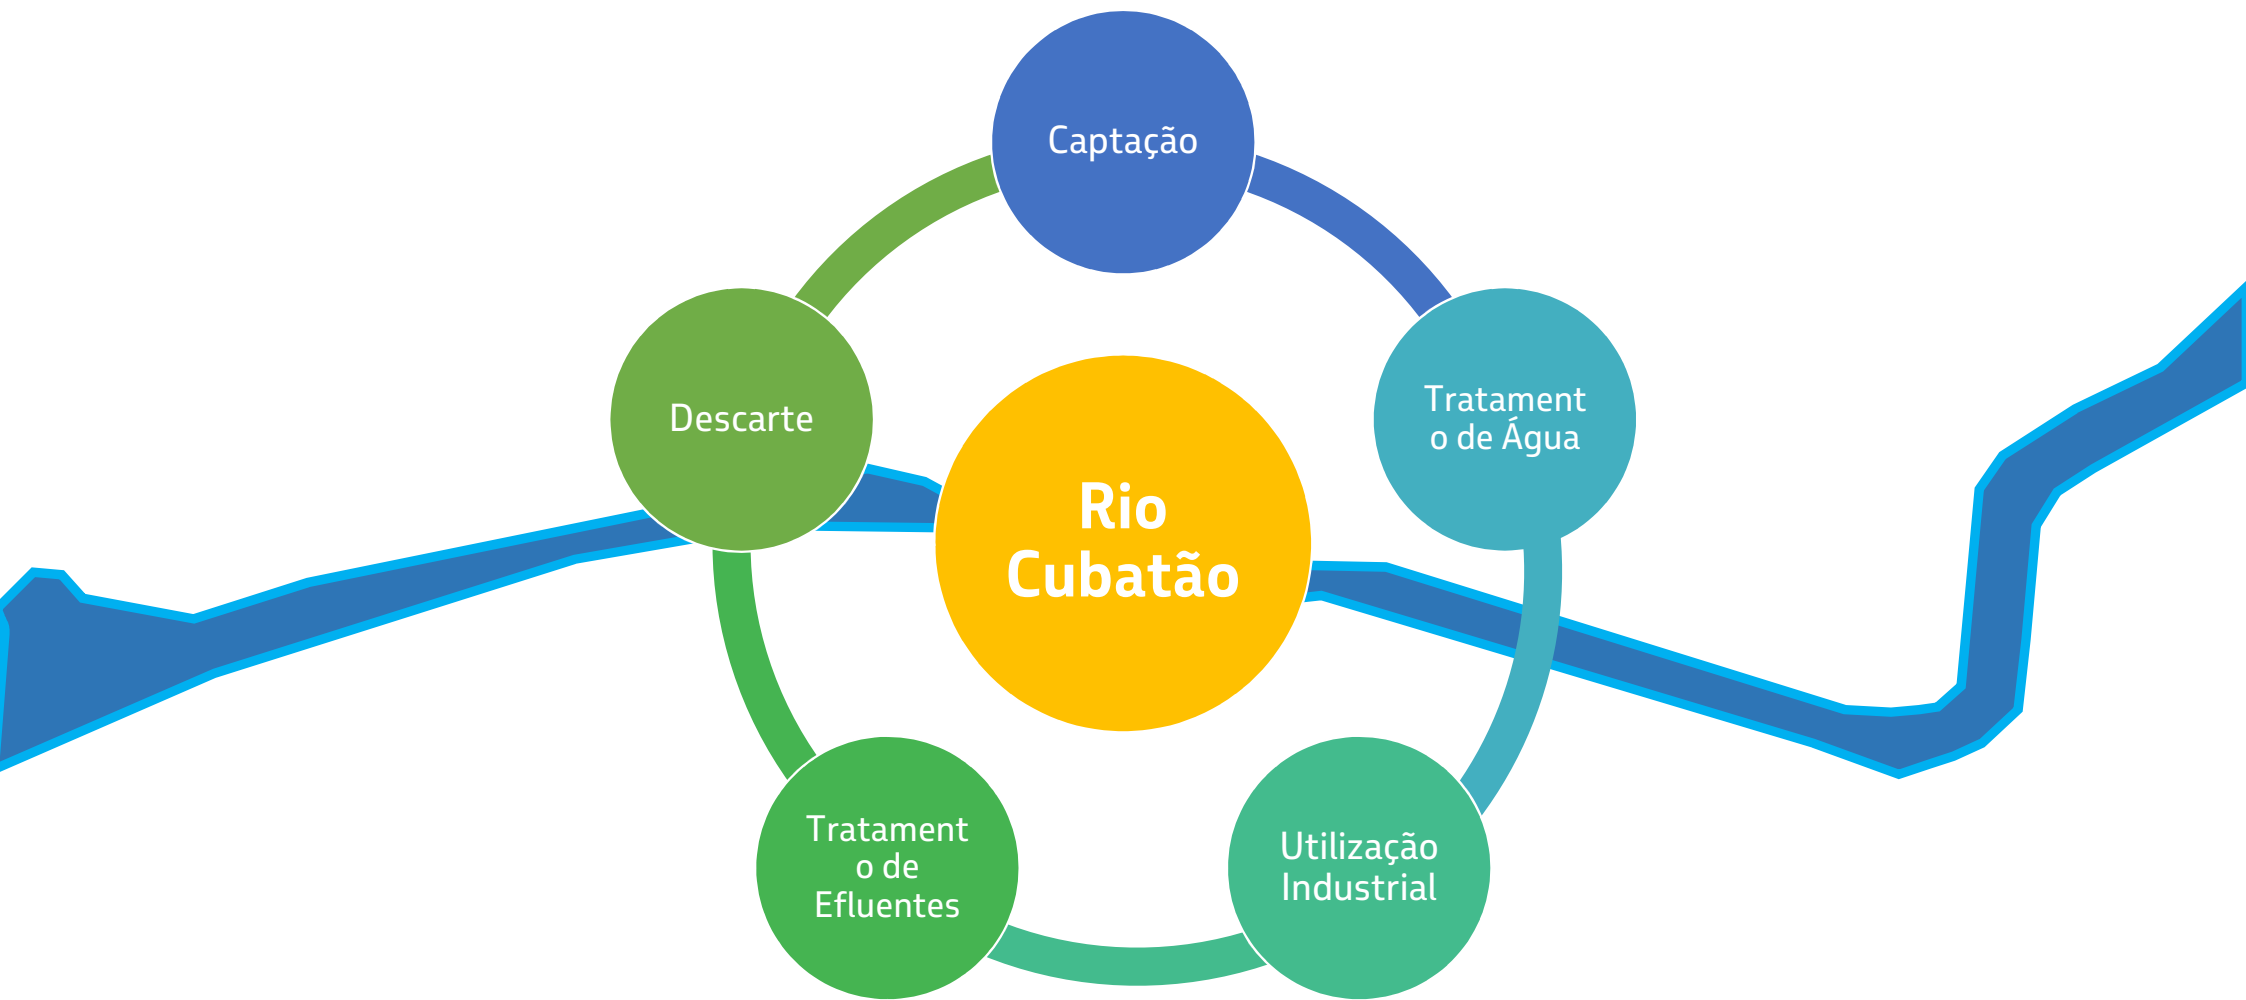 Captação
Tratament
o de Água
Utilização
Industrial
Tratament
o de
Efluentes
Descarte
Rio
Cubatão